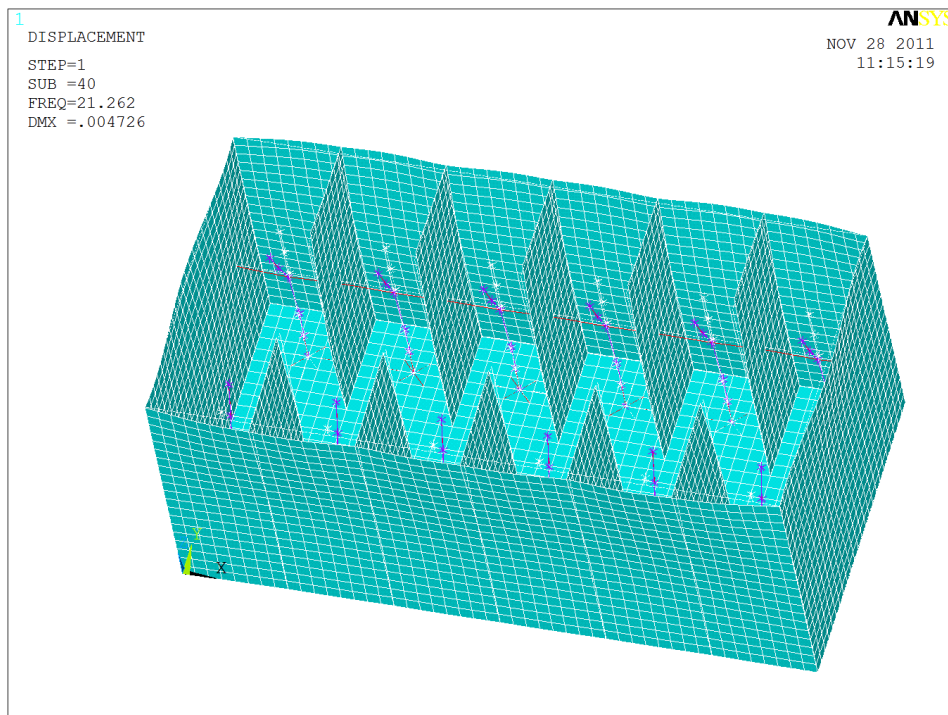 1
ANSYS
DISPLACEMENT
NOV 28 2011
11:15:19
STEP=1
SUB =40
FREQ=21.262
DMX =.004726
Y
X